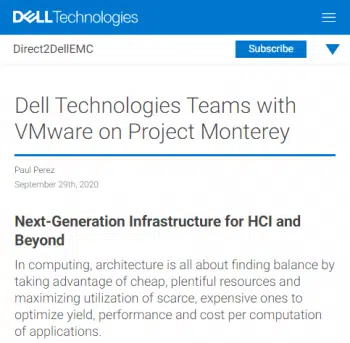 DELL Technologies
Direct2DellEMC
Subscribe
Dell Technologies Teams with
VMware on Project Monterey
Paul Perez
September 29th, 2020
Next-Generation Infrastructure for HCI and
Beyond
In computing, architecture is all about finding balance by
taking advantage of cheap, plentiful resources and
maximizing utilization of scarce, expensive ones to
optimize yield, performance and cost per computation
of applications.